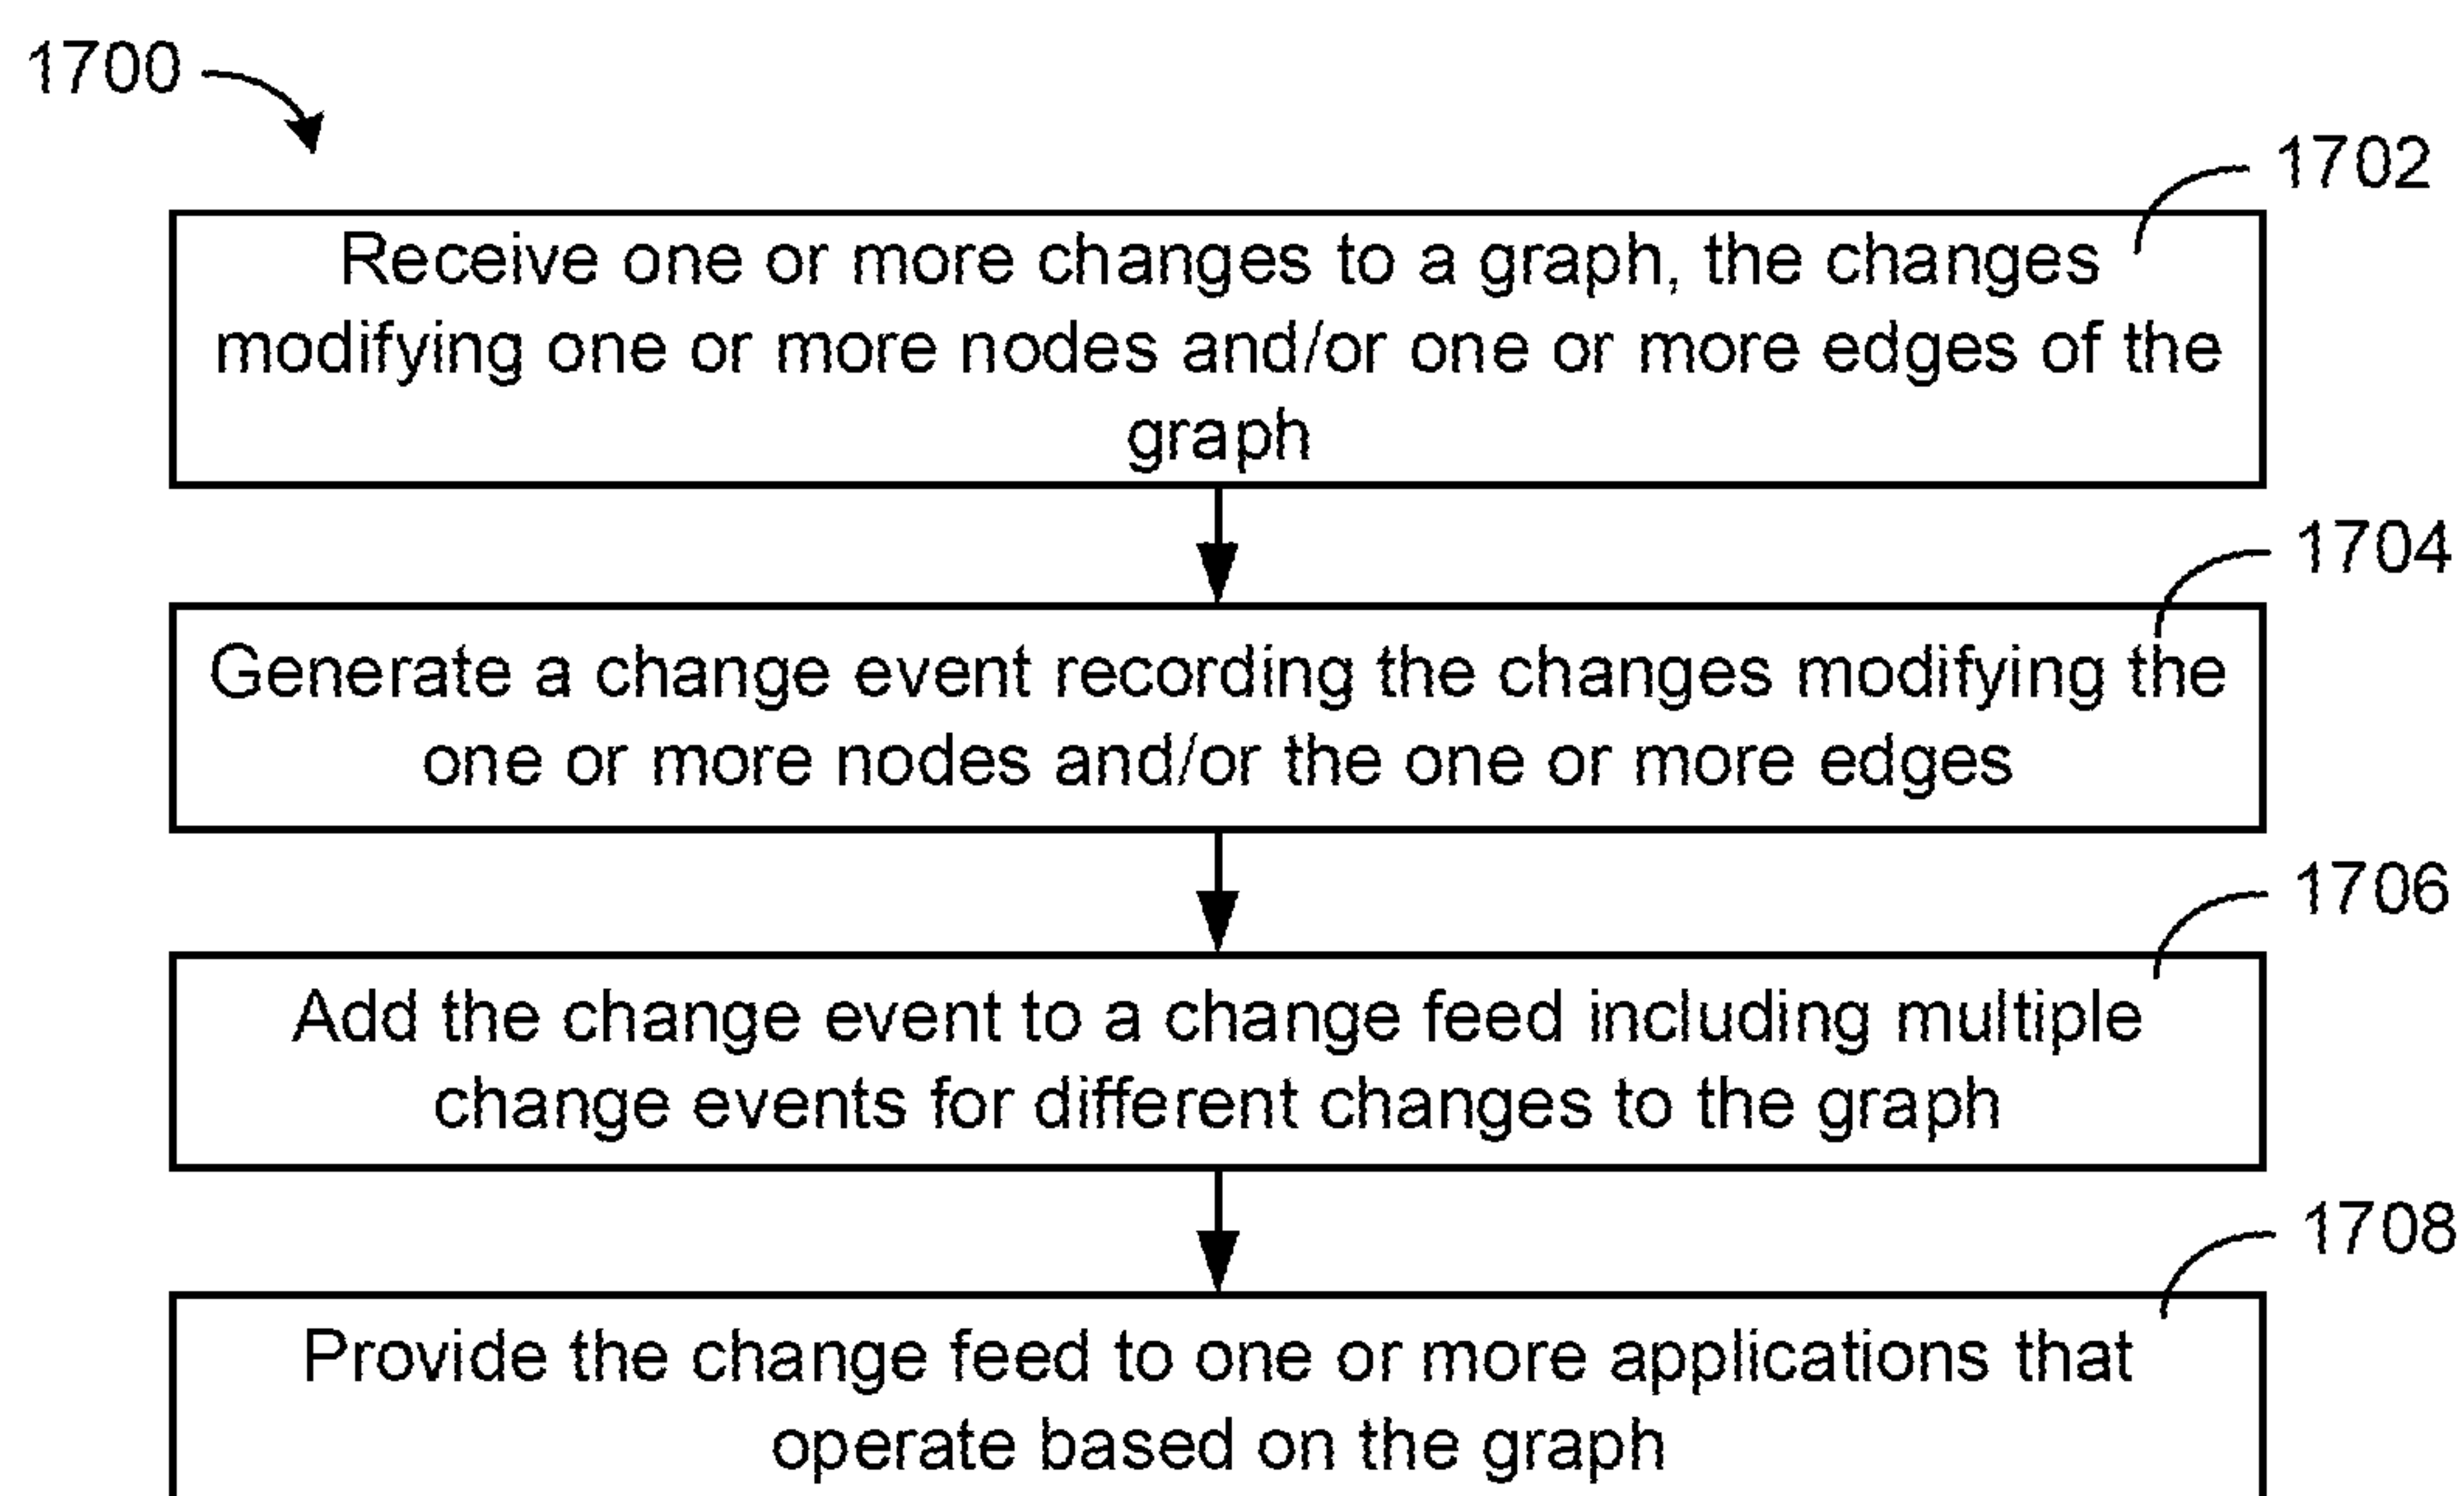 1700
1702
Receive one or more changes to a graph, the changes
modifying one or more nodes and/or one or more edges of the
graph
1704
Generate a change event recording the changes modifying the
one or more nodes and/or the one or more edges
1706
Add the change event to a change feed including multiple
change events for different changes to the graph
1708
Provide the change feed to one or more applications that
operate based on the graph